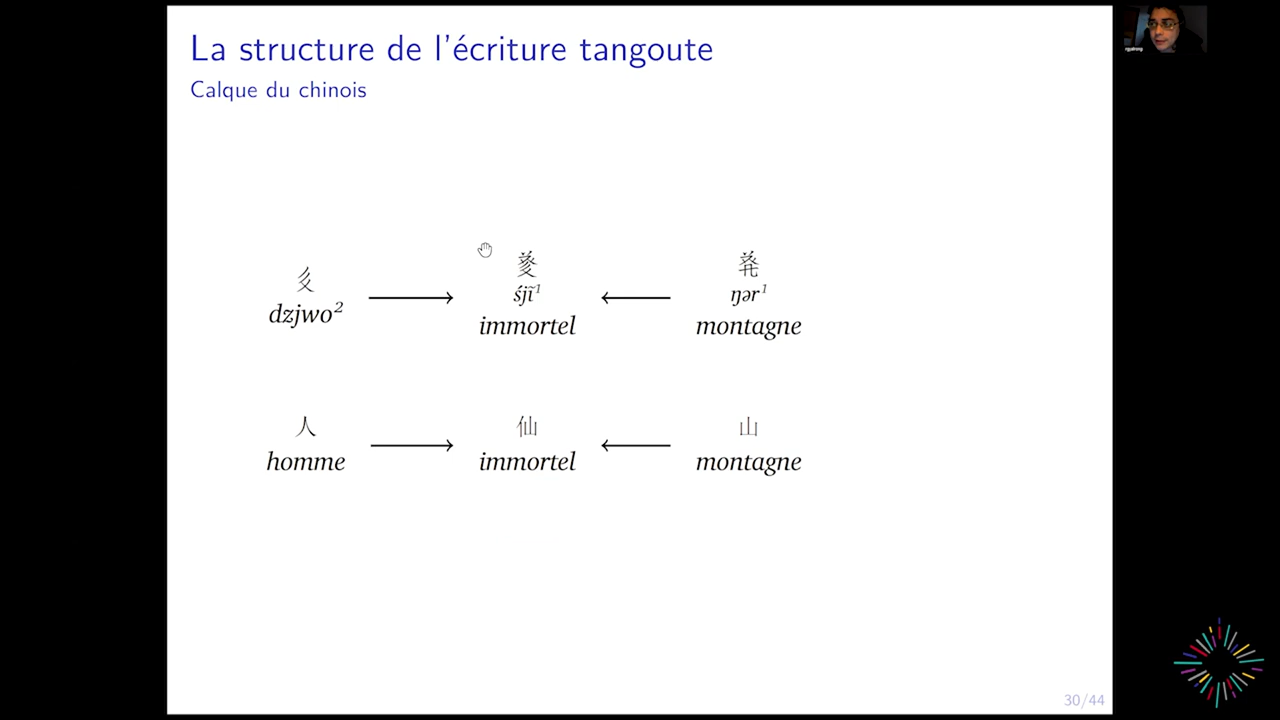 La structure de l'écriture tangoute
Calque du chinois
dzjwo²
śjĩ¹
immortel
ŋər¹
montagne
人
homme
仙
immortel
山
montagne
30/44